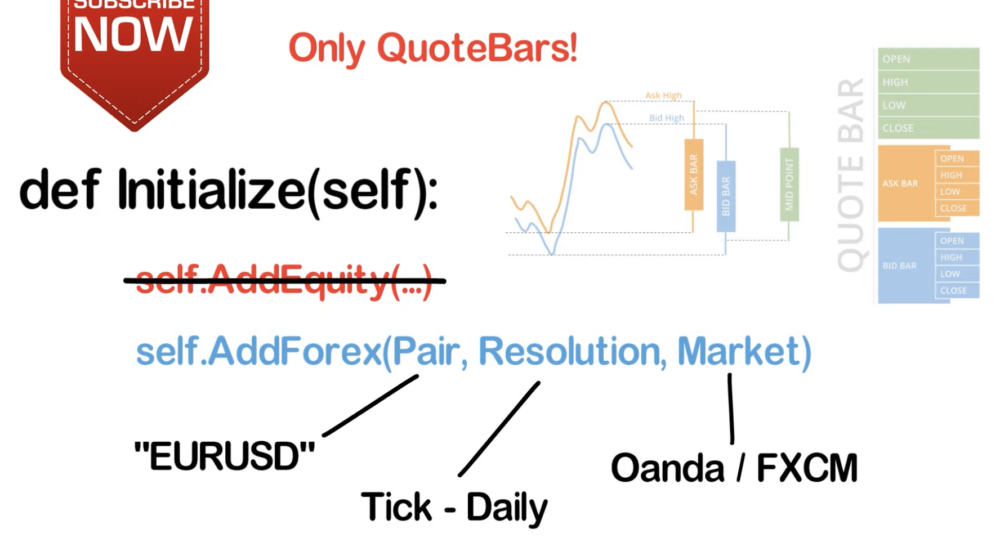 SUBSCRIBE
NOW
Only QuoteBars!
def Initialize(self):
self.AddEquity(...)
self.AddForex(Pair, Resolution, Market)
"EURUSD"
Tick - Daily
Oanda / FXCM
Ask High
Bid High
ASK BAR
BID BAR
MID POINT
QUOTE BAR
OPEN
HIGH
LOW
CLOSE
ASK BAR
OPEN
HIGH
LOW
CLOSE
BID BAR
OPEN
HIGH
LOW
CLOSE